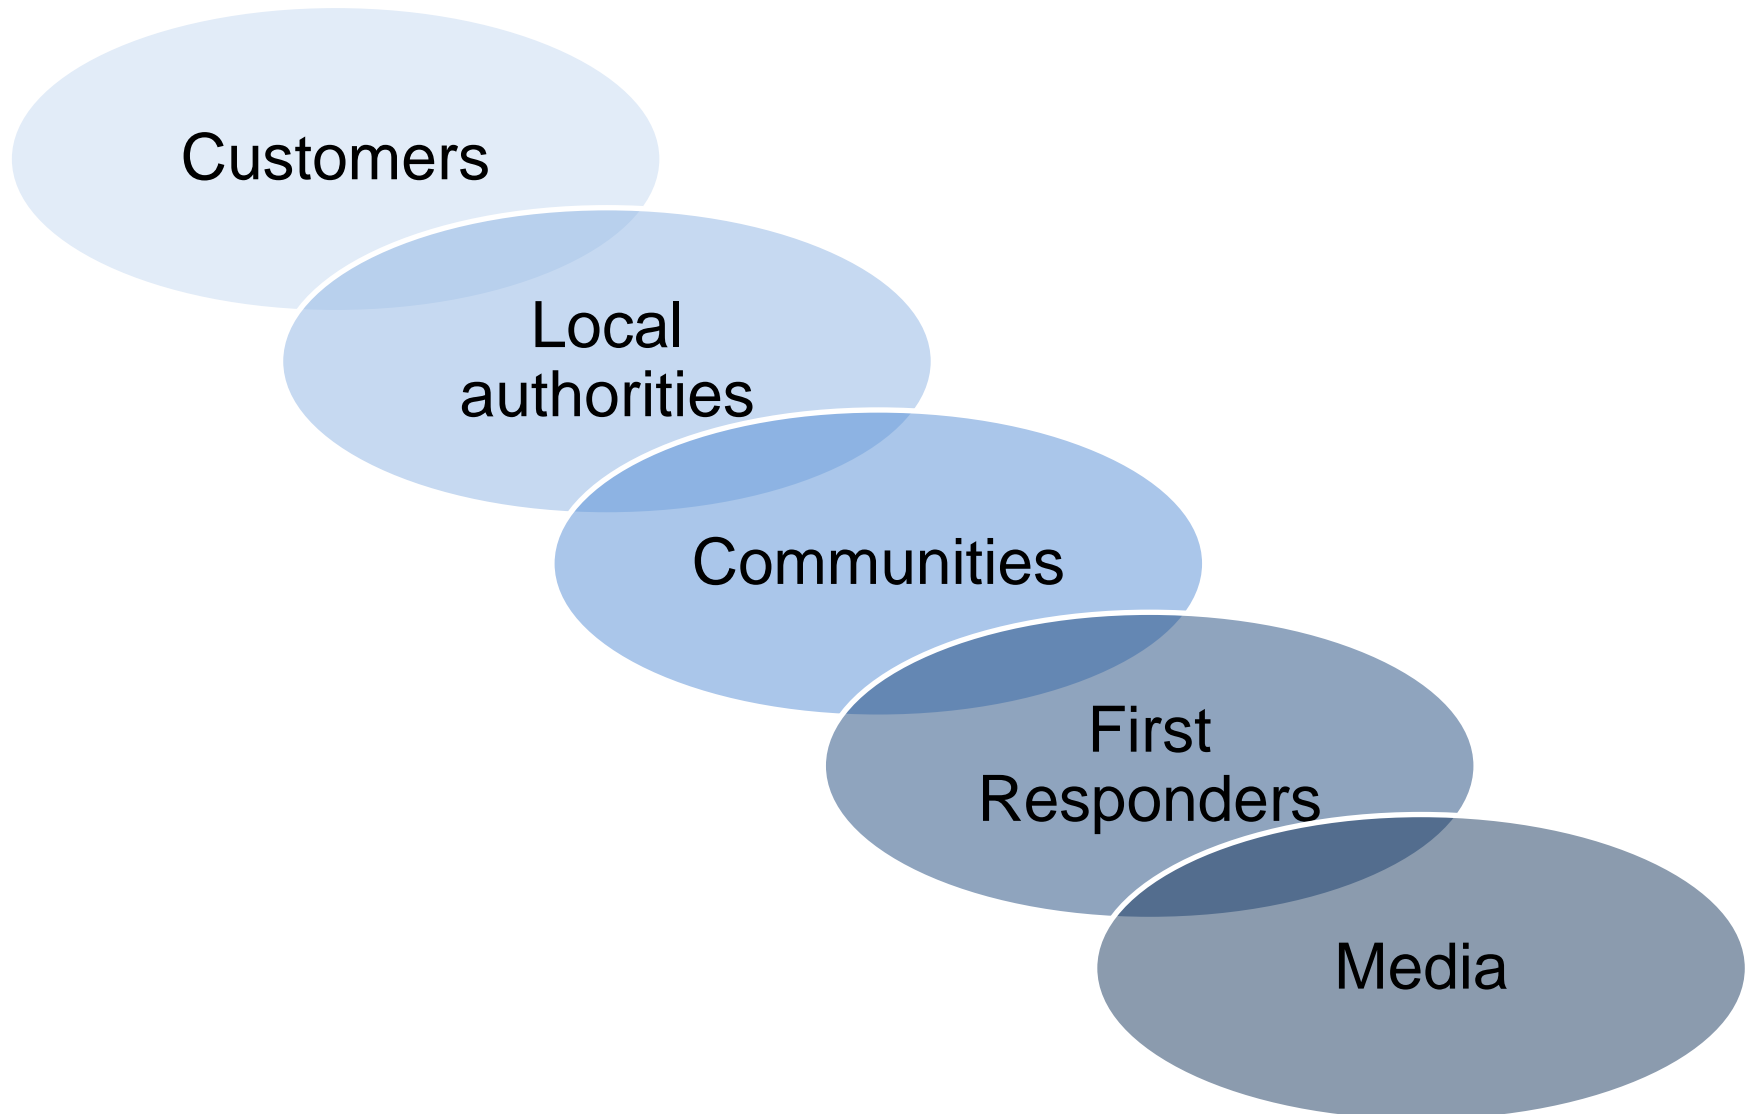 Customers
Local
authorities
Communities
First
Responders
Media